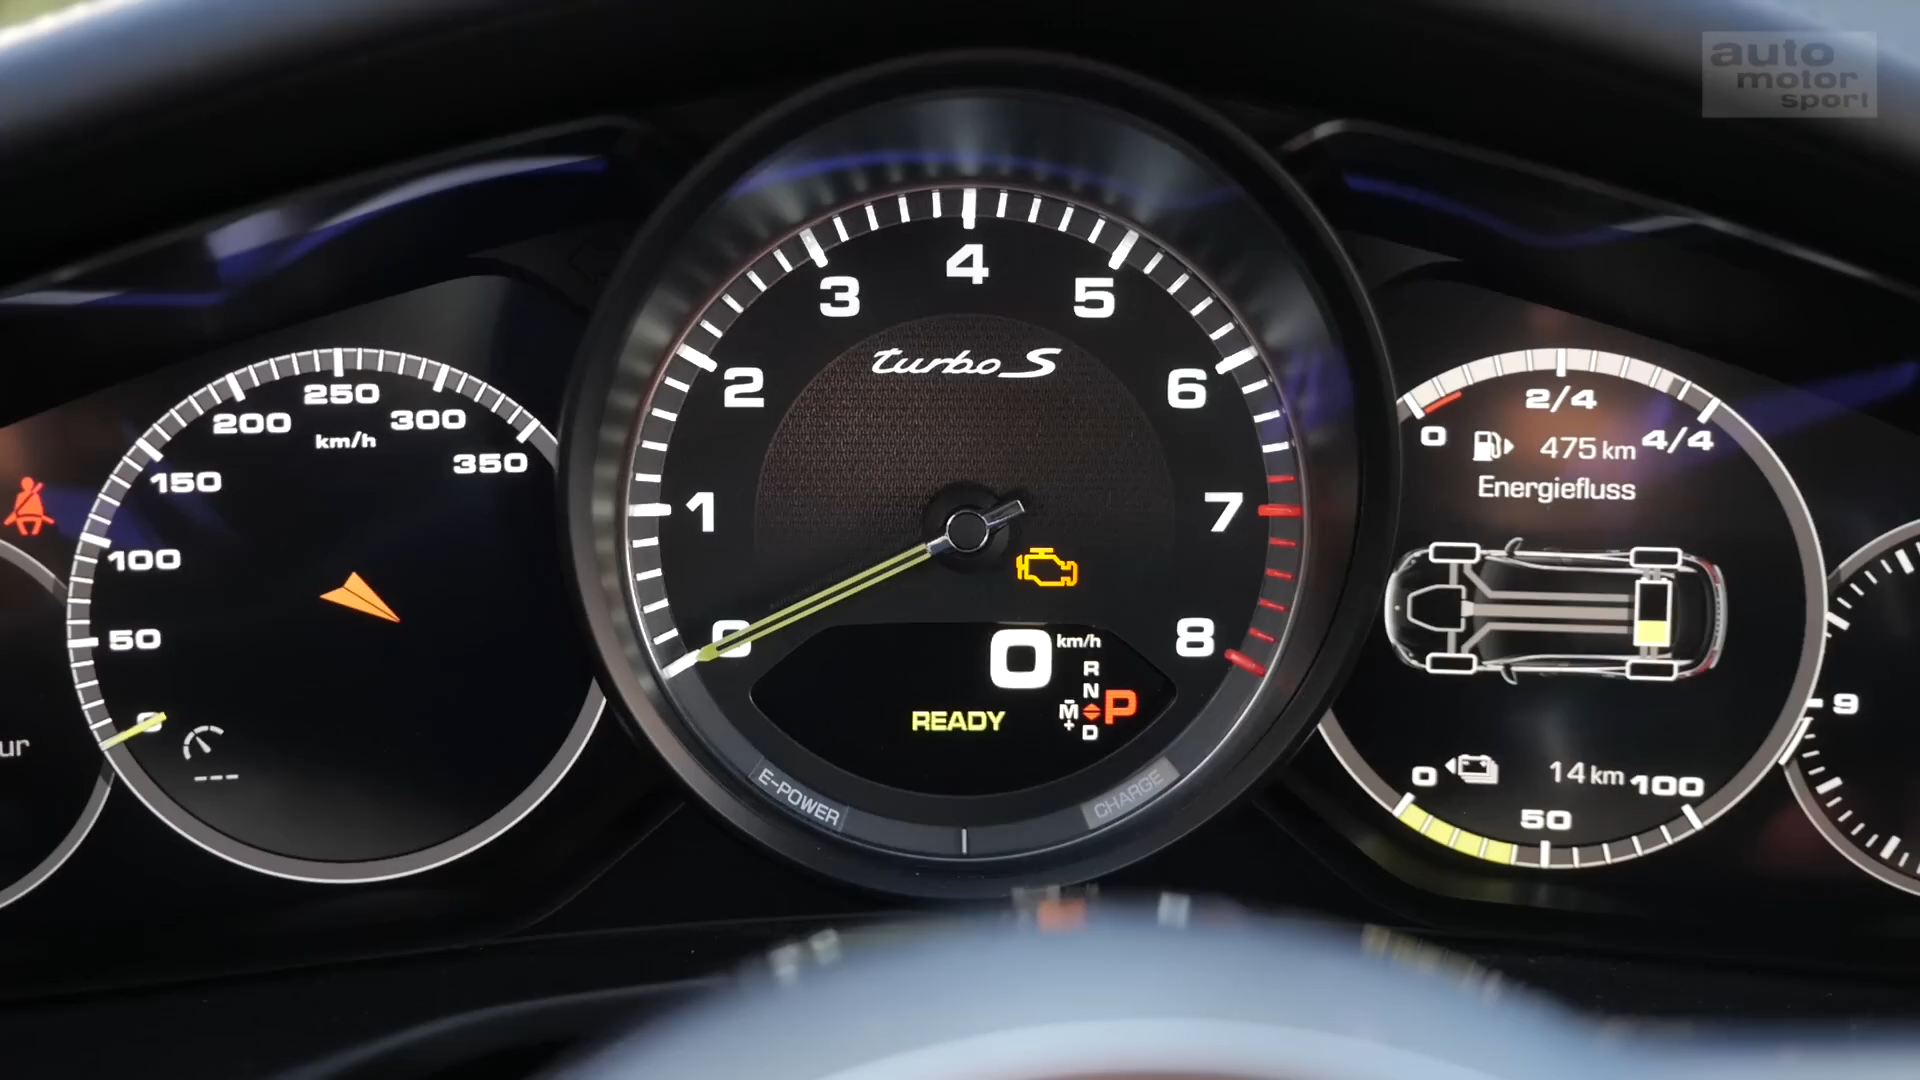 auto
motor
sport
ur
0
50
100
150
200
250
300
350
km/h
---
0
1
2
3
4
5
6
7
8
turbo S
0 km/h
R
N
M P
- +
D
READY
E-POWER
CHARGE
0
2/4
4/4
475 km
Energiefluss
14 km
0
50
100
9